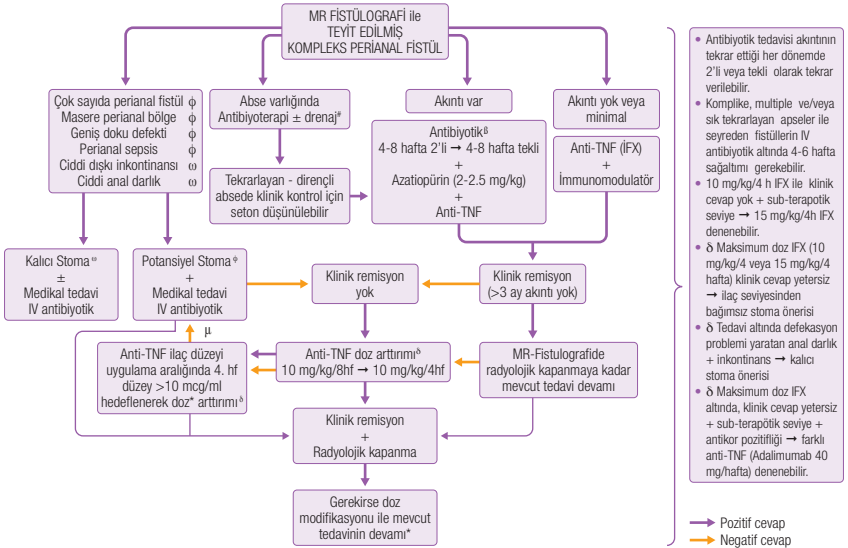 MR FİSTÜLOGRAFİ ile
TEYİT EDİLMİŞ
KOMPLEKS PERİANAL FİSTÜL
Çok sayıda perianal fistül ϕ
Masere perianal bölge ϕ
Geniş doku defekti ϕ
Perianal sepsis ϕ
Ciddi dışkı inkontinansı ω
Ciddi anal darlık ω
Abse varlığında
Antibiyoterapi ± drenaj#
Akıntı var
Akıntı yok veya
minimal
Tekrarlayan - dirençli
absede klinik kontrol için
seton düşünülebilir
Antibiyotikβ
4-8 hafta 2'li → 4-8 hafta tekli
+
Azatiopürin (2-2.5 mg/kg)
+
Anti-TNF
Anti-TNF (İFX)
+
İmmunomodulatör
Kalıcı Stomaω
±
Medikal tedavi
IV antibiyotik
Potansiyel Stomaϕ
+
Medikal tedavi
IV antibiyotik
Klinik remisyon
yok
Klinik remisyon
(>3 ay akıntı yok)
μ
Anti-TNF ilaç düzeyi
uygulama aralığında 4. hf
düzey >10 mcg/ml
hedeflenerek doz* arttırımıδ
Anti-TNF doz arttırımıδ
10 mg/kg/8hf → 10 mg/kg/4hf
MR-Fistulografide
radyolojik kapanmaya kadar
mevcut tedavi devamı
Klinik remisyon
+
Radyolojik kapanma
Gerekirse doz
modifikasyonu ile mevcut
tedavinin devamı*
• Antibiyotik tedavisi akıntının
tekrar ettiği her dönemde
2'li veya tekli olarak tekrar
verilebilir.
• Komplike, multiple ve/veya
sık tekrarlayan apseler ile
seyreden fistüllerin IV
antibiyotik altında 4-6 hafta
sağaltımı gerekebilir.
• 10 mg/kg/4 h IFX ile klinik
cevap yok + sub-terapotik
seviye → 15 mg/kg/4h IFX
denenebilir.
• δ Maksimum doz IFX (10
mg/kg/4 veya 15 mg/kg/4
hafta) klinik cevap yetersiz
→ ilaç seviyesinden
bağımsız stoma önerisi
• δ Tedavi altında defekasyon
problemi yaratan anal darlık
+ inkontinans → kalıcı
stoma önerisi
• δ Maksimum doz IFX
altında, klinik cevap yetersiz
+ sub-terapötik seviye +
antikor pozitifliği → farklı
anti-TNF (Adalimumab 40
mg/hafta) denenebilir.
Pozitif cevap
Negatif cevap